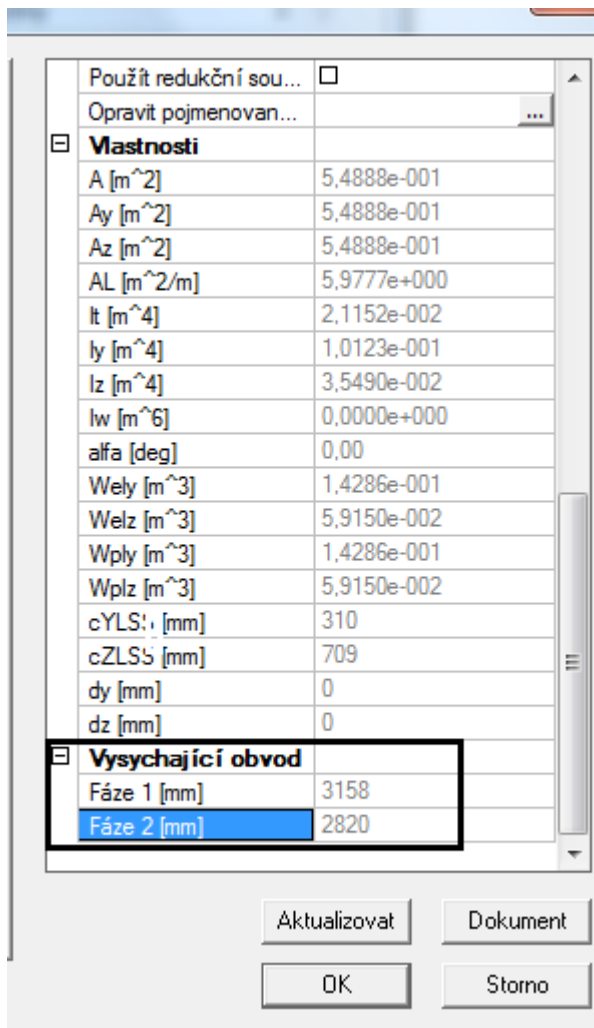 Použít redukční sou...
Opravit pojmenovan... ...
Vlastnosti
A [m^2] 5,4888e-001
Ay [m^2] 5,4888e-001
Az [m^2] 5,4888e-001
AL [m^2/m] 5,9777e+000
It [m^4] 2,1152e-002
Iy [m^4] 1,0123e-001
Iz [m^4] 3,5490e-002
Iw [m^6] 0,0000e+000
alfa [deg] 0,00
Wely [m^3] 1,4286e-001
Welz [m^3] 5,9150e-002
Wply [m^3] 1,4286e-001
Wplz [m^3] 5,9150e-002
[mm] 310
[mm] 709
dy [mm] 0
dz [mm] 0
Vysychající obvod
Fáze 1 [mm] 3158
Fáze 2 [mm] 2820
Aktualizovat Dokument
OK Storno